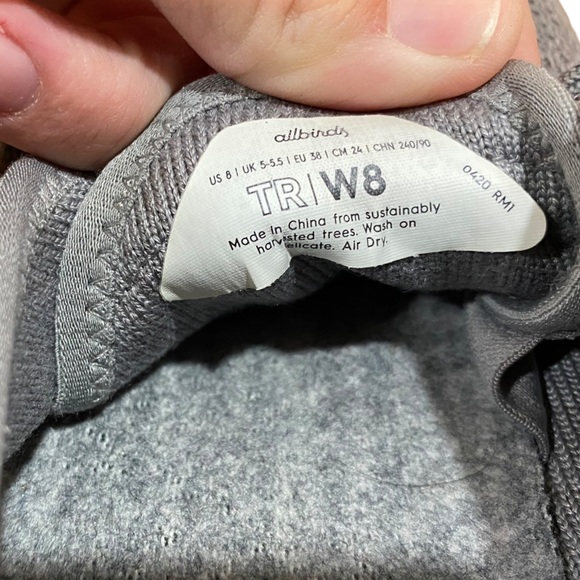 allbirds
US 8 | UK 5-5.5 | EU 38 | CM 24 | CHN 240/90
TR|W8
0420 RM1
Made in China from sustainably
harvested trees. Wash on
delicate. Air Dry.